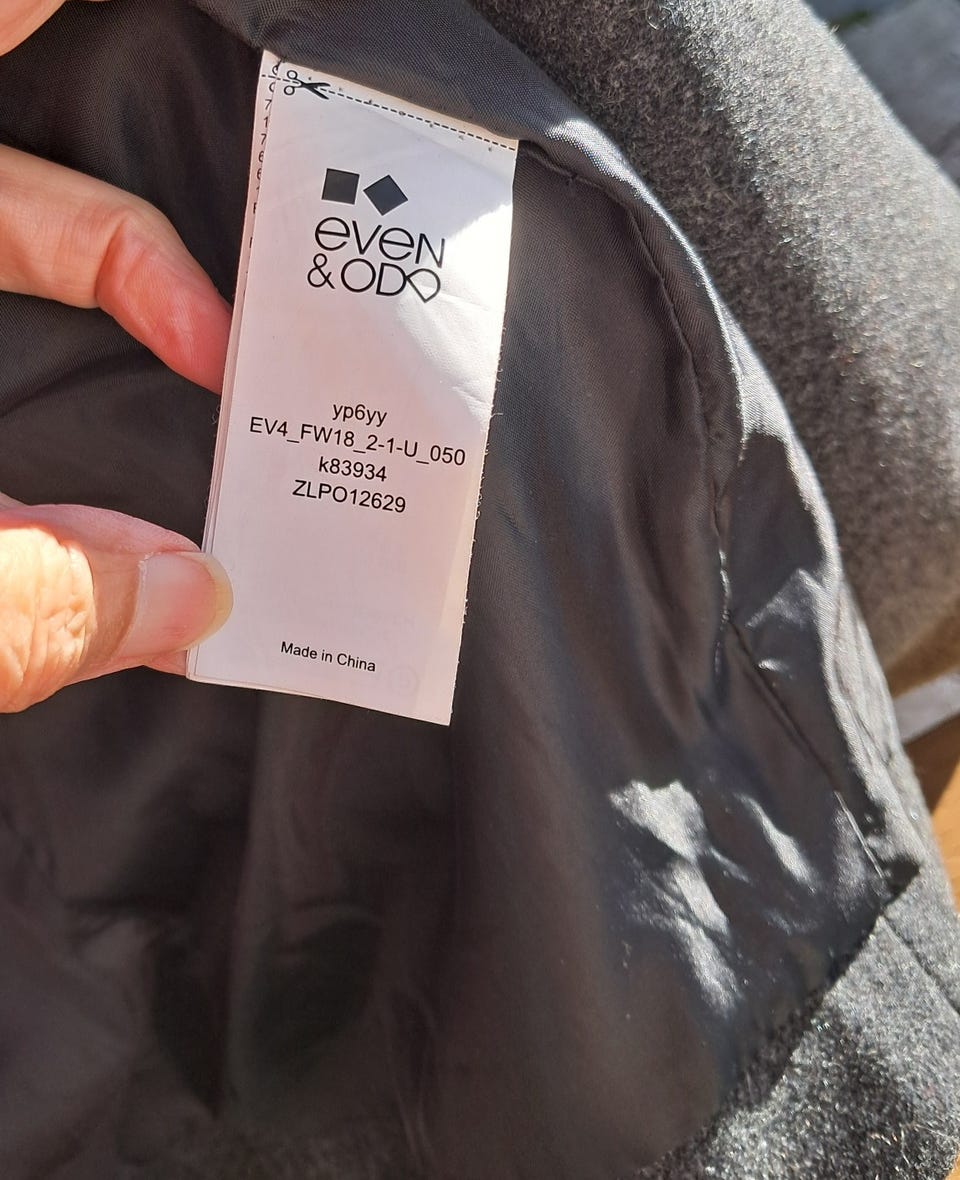 even
& ODD
yp6yy
EV4_FW18_2-1-U_050
k83934
ZLPO12629
Made in China